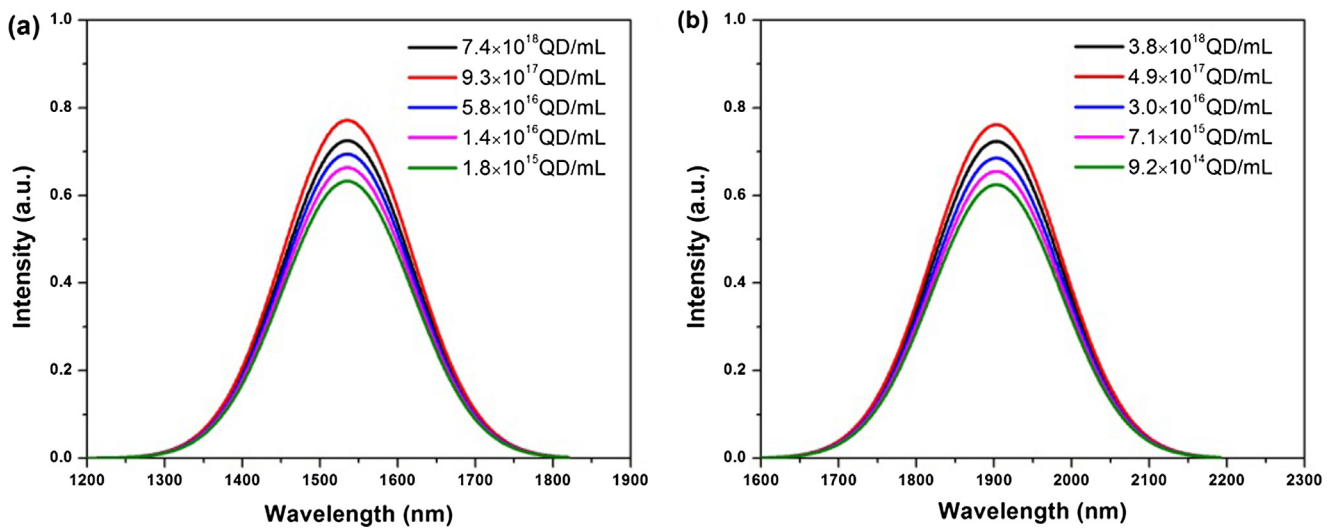 (a)
1.0
0.8
0.6
0.4
0.2
0.0
Intensity (a.u.)
7.4×10¹⁸QD/mL
9.3×10¹⁷QD/mL
5.8×10¹⁶QD/mL
1.4×10¹⁶QD/mL
1.8×10¹⁵QD/mL
1200 1300 1400 1500 1600 1700 1800 1900
Wavelength (nm)
(b)
1.0
0.8
0.6
0.4
0.2
0.0
Intensity (a.u.)
3.8×10¹⁸QD/mL
4.9×10¹⁷QD/mL
3.0×10¹⁶QD/mL
7.1×10¹⁵QD/mL
9.2×10¹⁴QD/mL
1600 1700 1800 1900 2000 2100 2200 2300
Wavelength (nm)